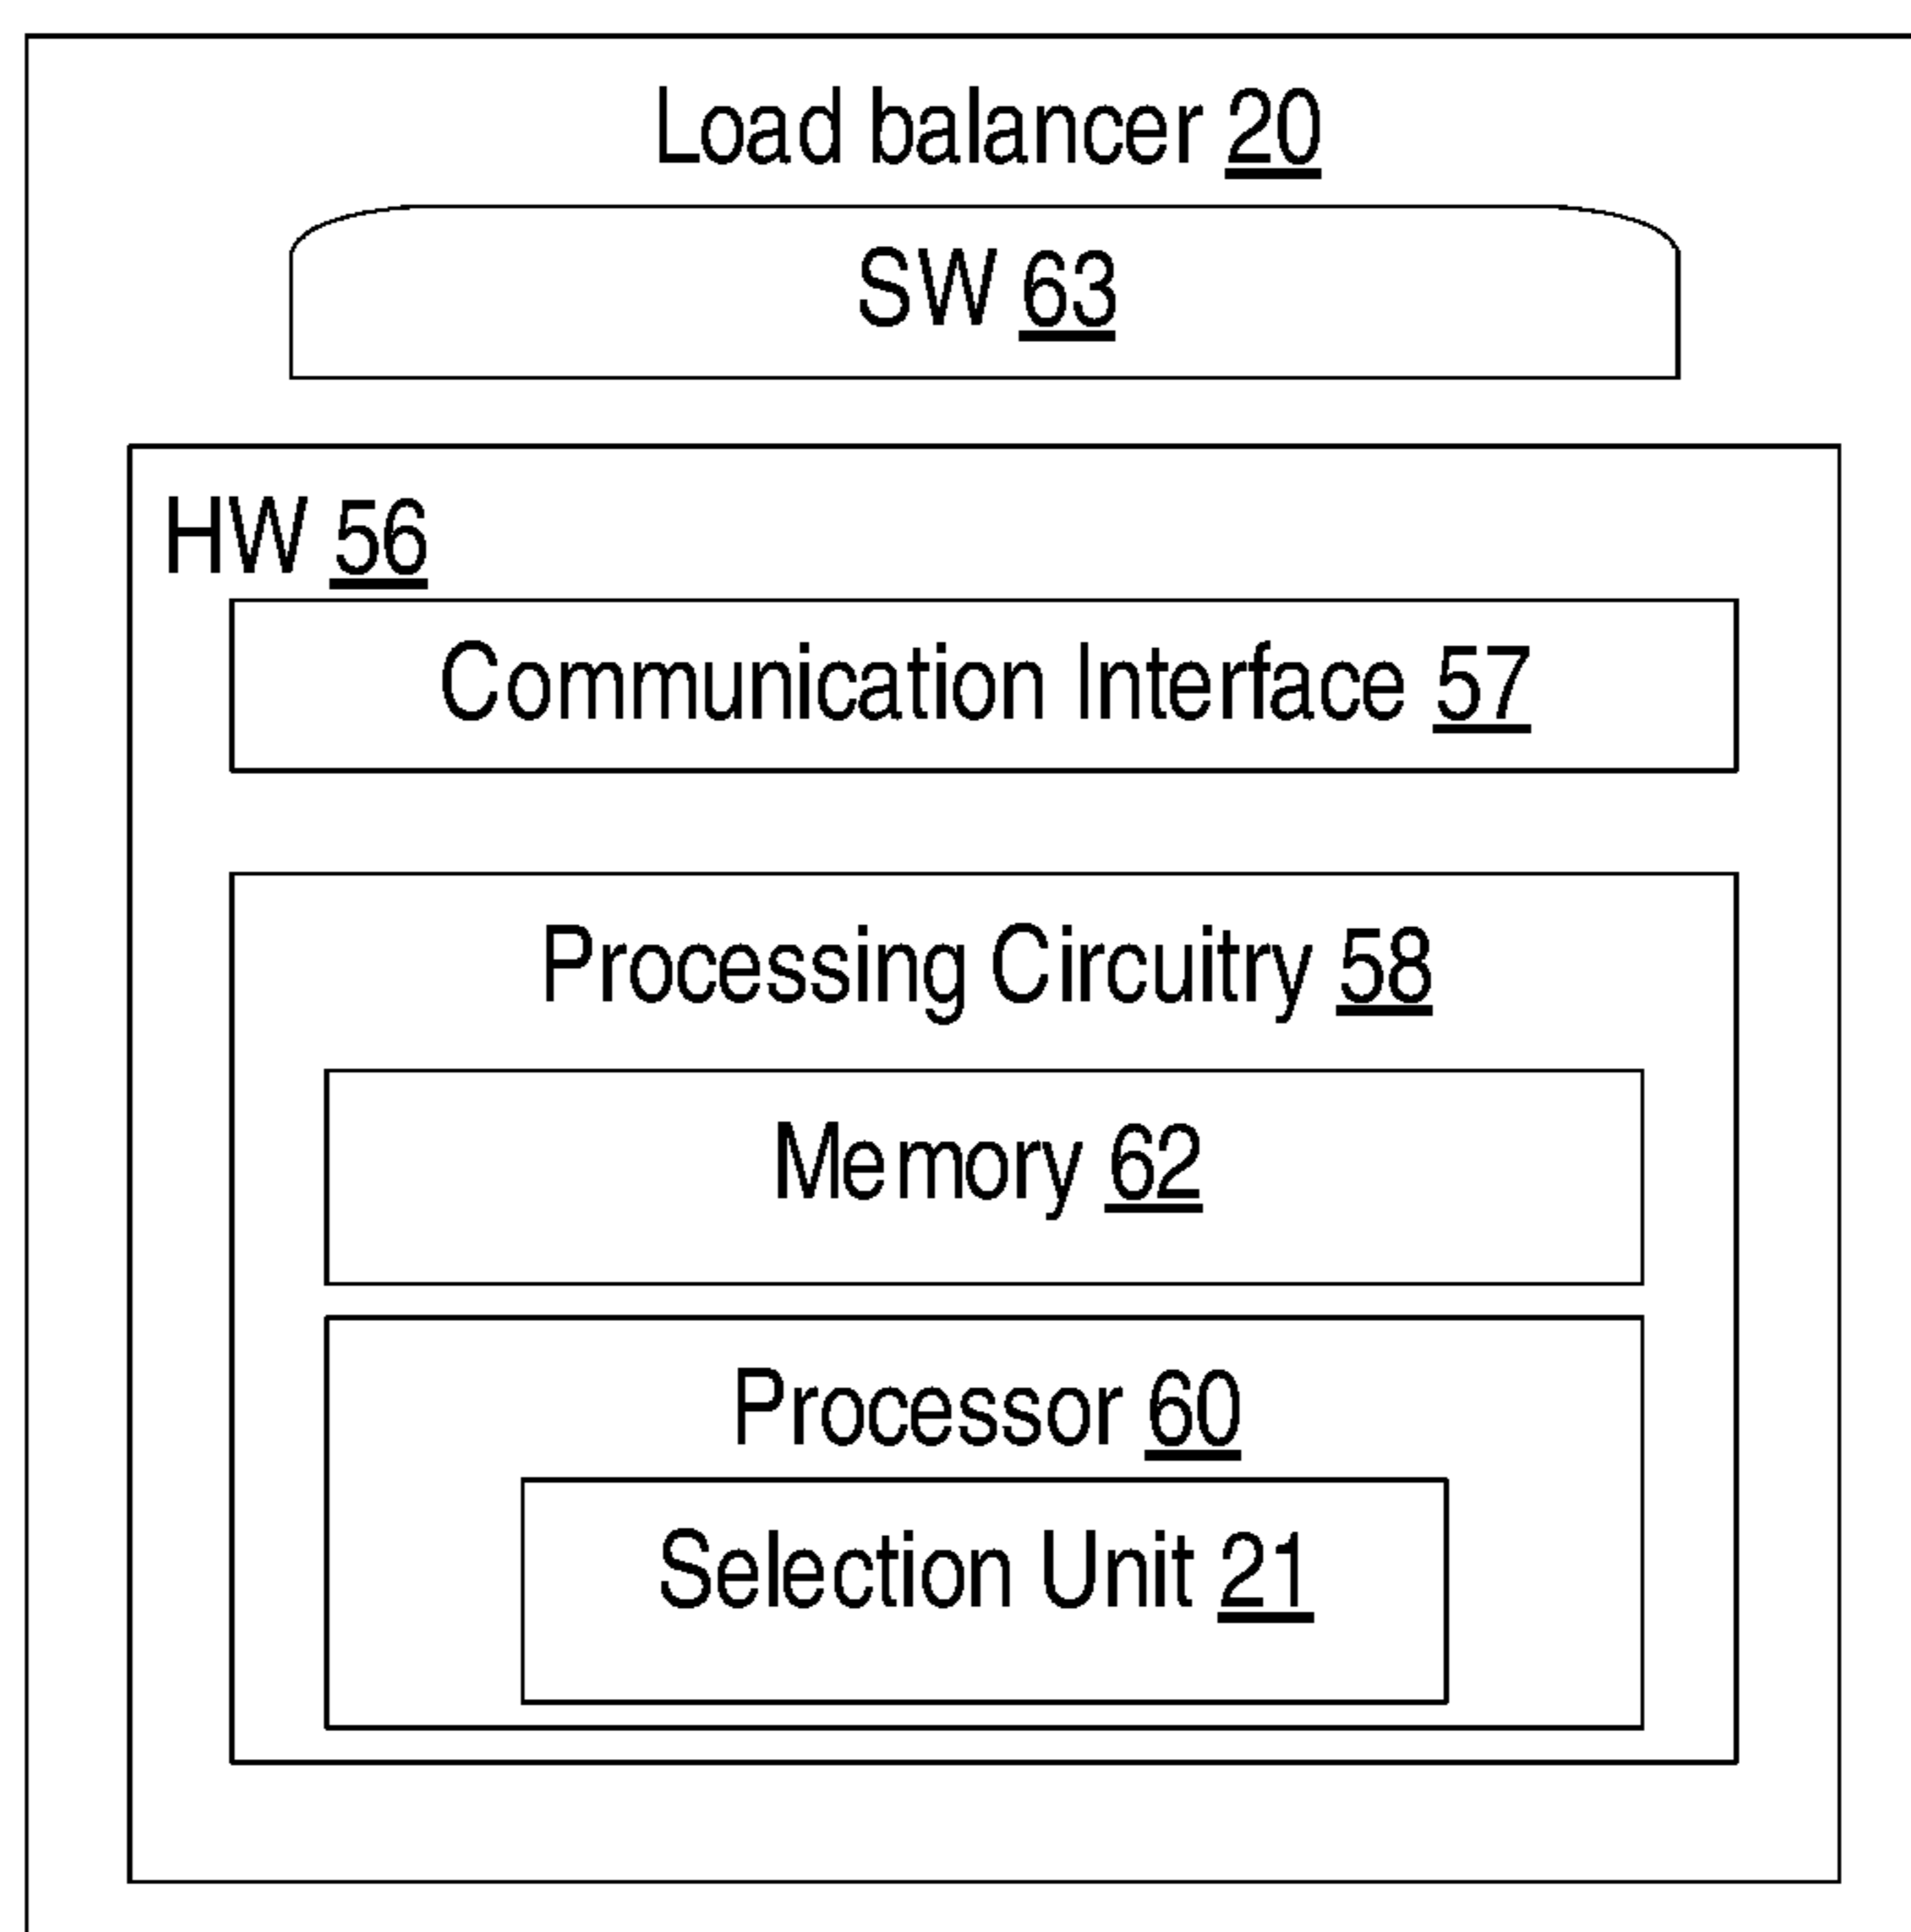 Load balancer 20
SW 63
HW 56
Communication Interface 57
Processing Circuitry 58
Memory 62
Processor 60
Selection Unit 21